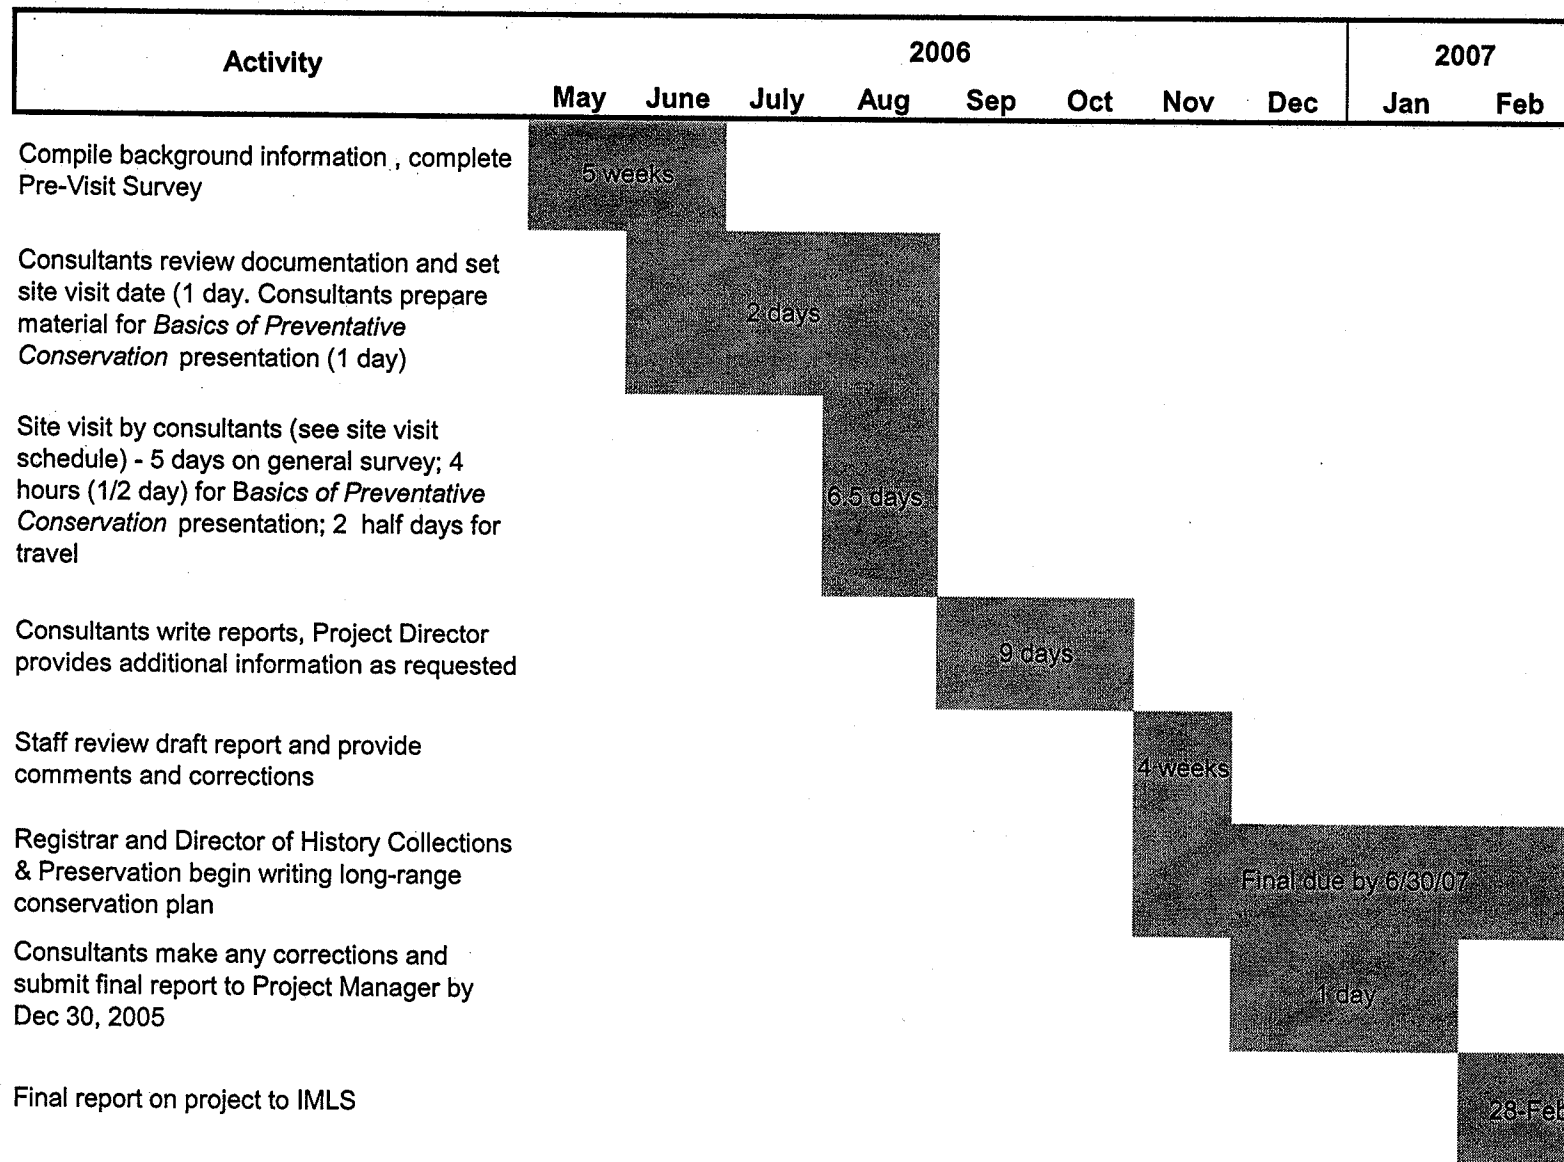 Activity
2006
2007
May June July Aug Sep Oct Nov Dec Jan Feb
Compile background information , complete
Pre-Visit Survey
5 weeks
Consultants review documentation and set
site visit date (1 day. Consultants prepare
material for Basics of Preventative
Conservation presentation (1 day)
2 days
Site visit by consultants (see site visit
schedule) - 5 days on general survey; 4
hours (1/2 day) for Basics of Preventative
Conservation presentation; 2 half days for
travel
6.5 days
Consultants write reports, Project Director
provides additional information as requested
9 days
Staff review draft report and provide
comments and corrections
4 weeks
Registrar and Director of History Collections
& Preservation begin writing long-range
conservation plan
Final due by 6/30/07
Consultants make any corrections and
submit final report to Project Manager by
Dec 30, 2005
1 day
Final report on project to IMLS
28-Feb